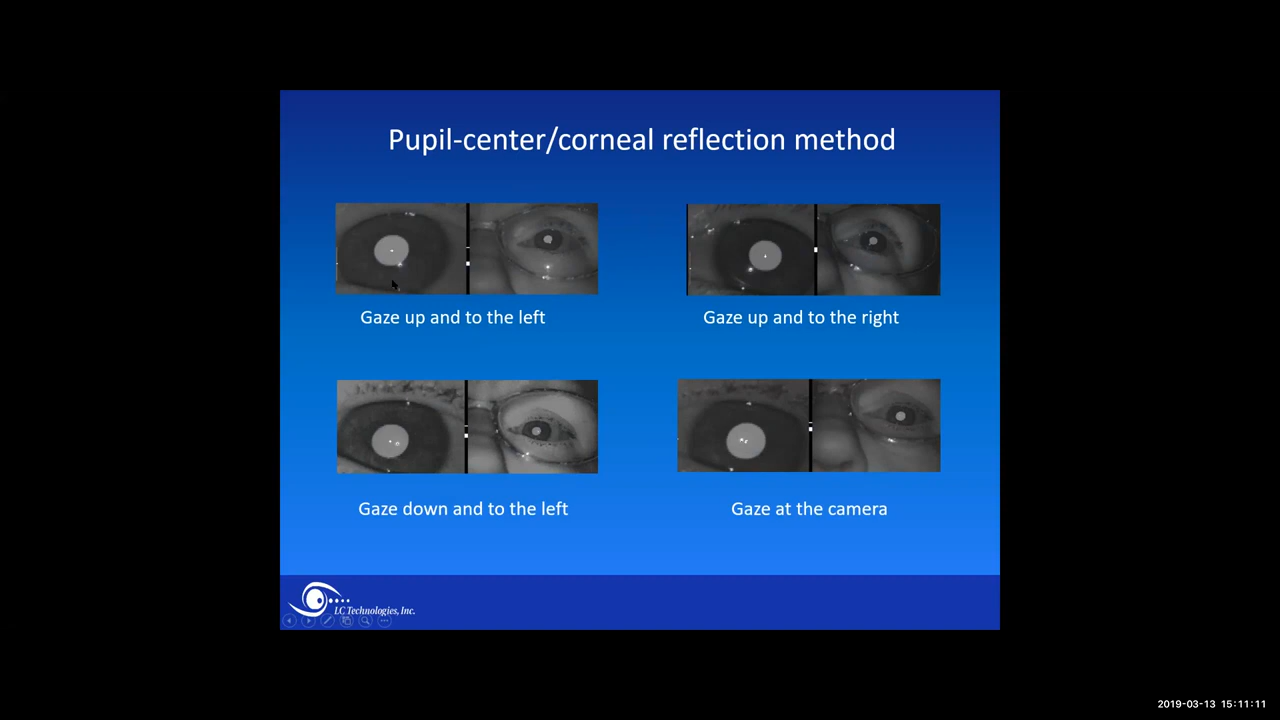 Pupil-center/corneal reflection method
Gaze up and to the left
Gaze up and to the right
Gaze down and to the left
Gaze at the camera
LC Technologies, Inc.
2019-03-13 15:11:11